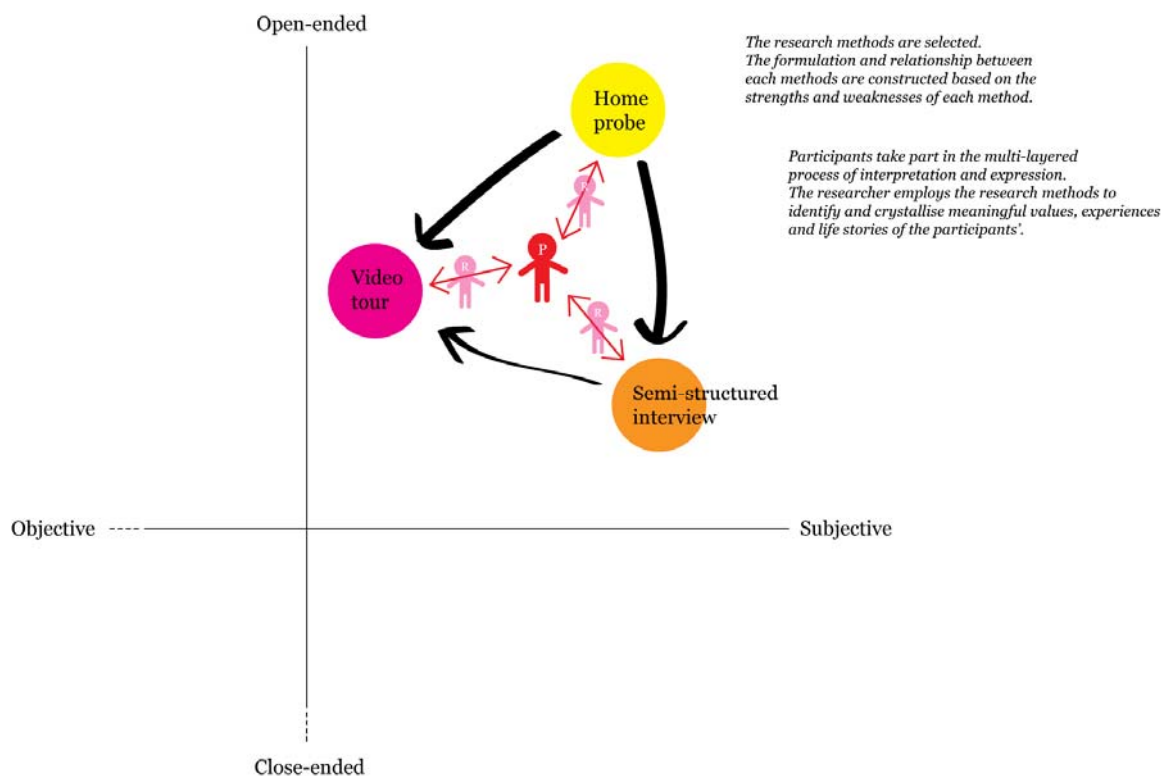 Open-ended
The research methods are selected.
The formulation and relationship between
each methods are constructed based on the
strengths and weaknesses of each method.
Home
probe
Participants take part in the multi-layered
process of interpretation and expression.
The researcher employs the research methods to
identify and crystallise meaningful values, experiences
and life stories of the participants'.
R
P
R
Video
tour
R
Semi-structured
interview
Objective
Subjective
Close-ended